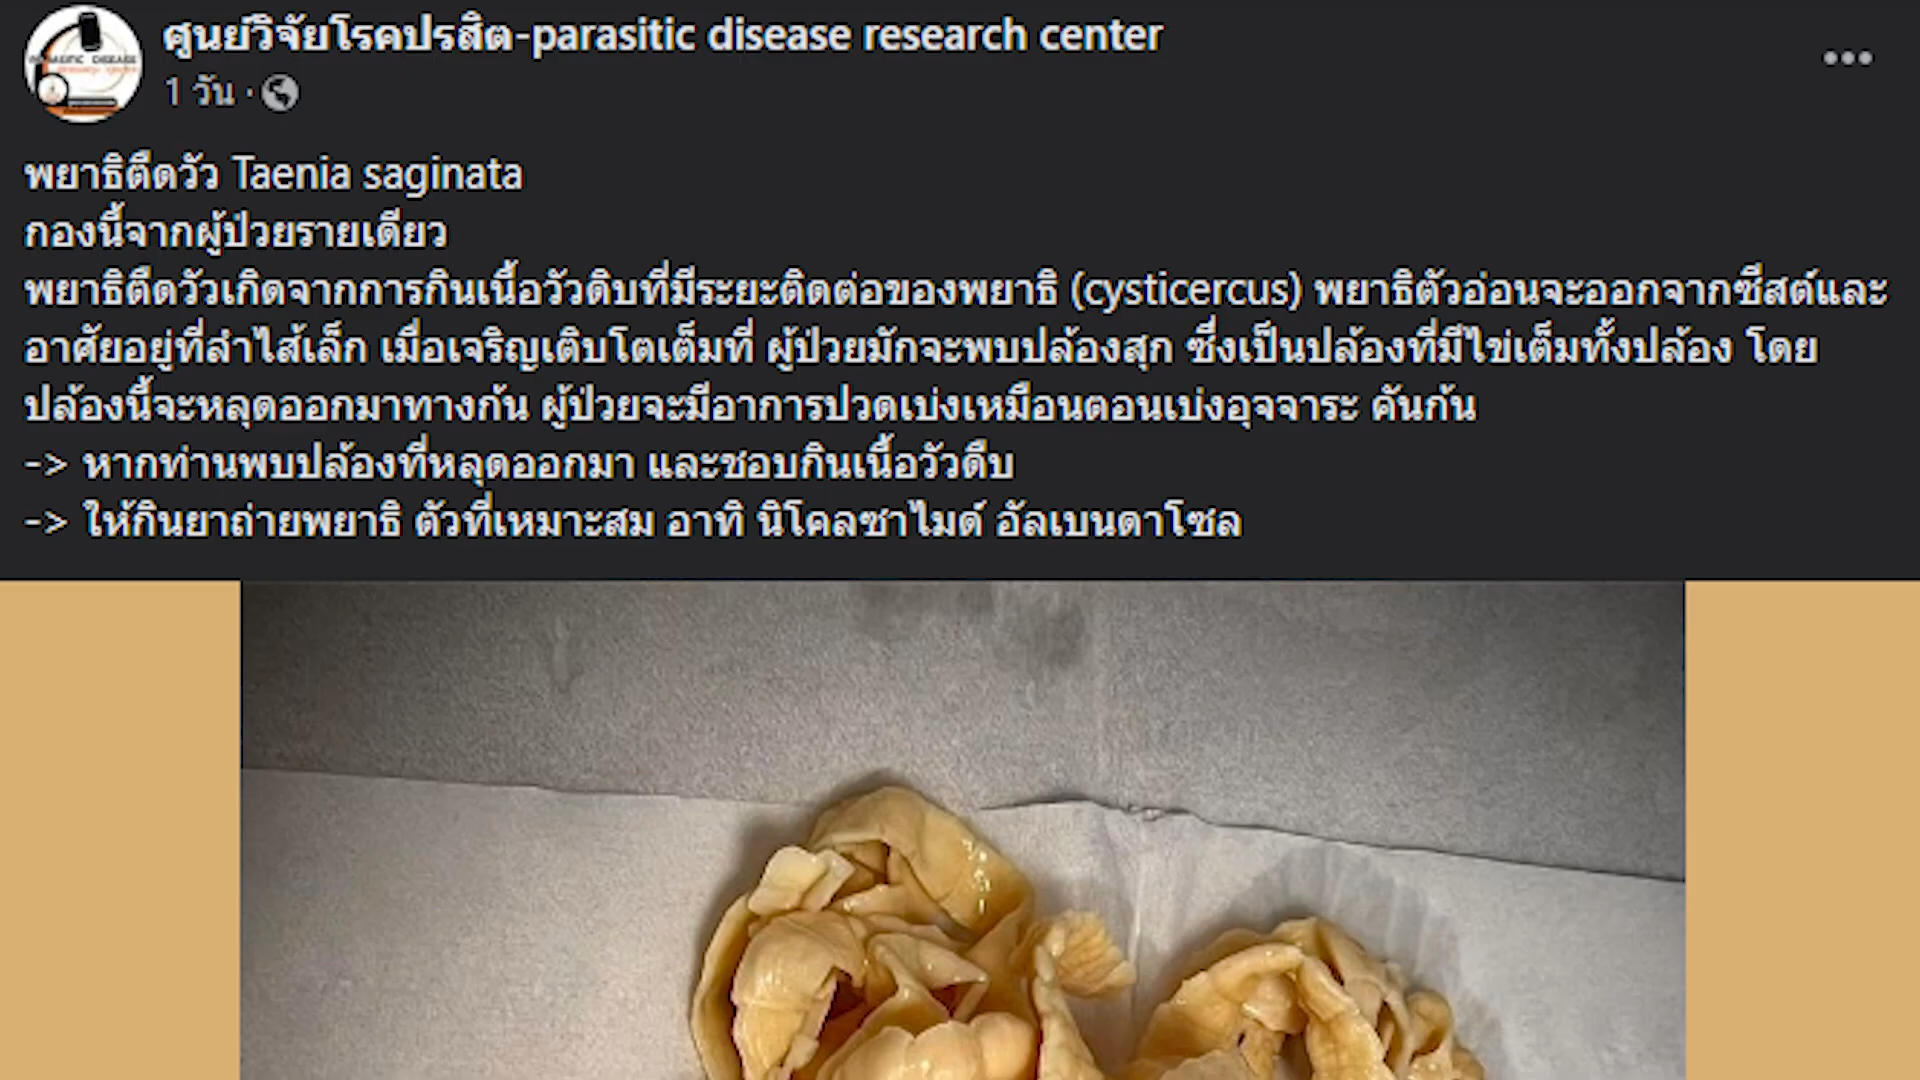 ศูนย์วิจัยโรคปรสิต-parasitic disease research center
1 วัน ·
พยาธิตืดวัว Taenia saginata
กองนี้จากผู้ป่วยรายเดียว
พยาธิตืดวัวเกิดจากการกินเนื้อวัวดิบที่มีระยะติดต่อของพยาธิ (cysticercus) พยาธิตัวอ่อนจะออกจากซีสต์และ
อาศัยอยู่ที่ลำไส้เล็ก เมื่อเจริญเติบโตเต็มที่ ผู้ป่วยมักจะพบปล้องสุก ซึ่งเป็นปล้องที่มีไข่เต็มทั้งปล้อง โดย
ปล้องนี้จะหลุดออกมาทางก้น ผู้ป่วยจะมีอาการปวดเบ่งเหมือนตอนเบ่งอุจจาระ คันก้น
-> หากท่านพบปล้องที่หลุดออกมา และชอบกินเนื้อวัวดืบ
-> ให้กินยาถ่ายพยาธิ ตัวที่เหมาะสม อาทิ นิโคลซาไมด์ อัลเบนดาโซล